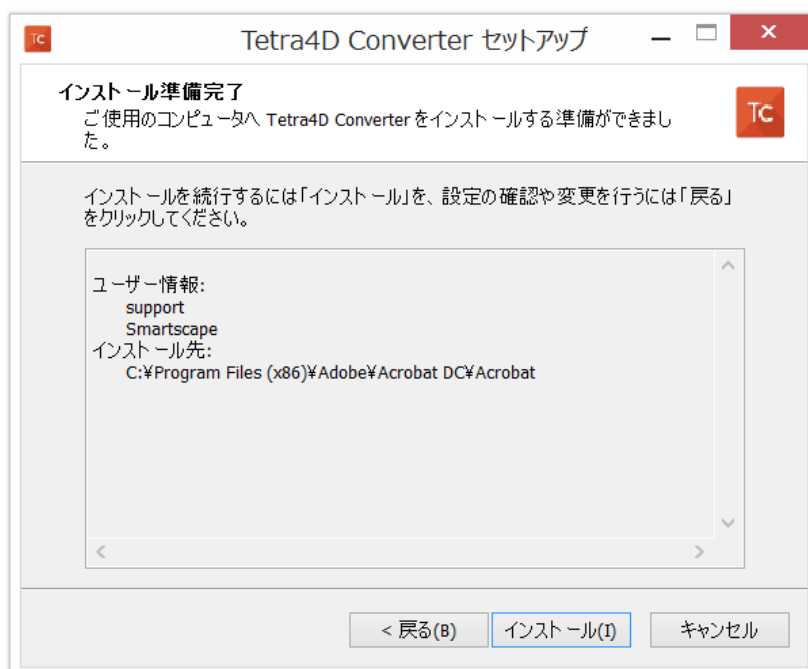 TC
Tetra4D Converter セットアップ
インストール準備完了
ご使用のコンピュータへ Tetra4D Converter をインストールする準備ができまし
た。
TC
インストールを続行するには「インストール」を、設定の確認や変更を行うには「戻る」
をクリックしてください。
ユーザー情報:
support
Smartscape
インストール先:
C:¥Program Files (x86)¥Adobe¥Acrobat DC¥Acrobat
< 戻る(B)
インストール(I)
キャンセル